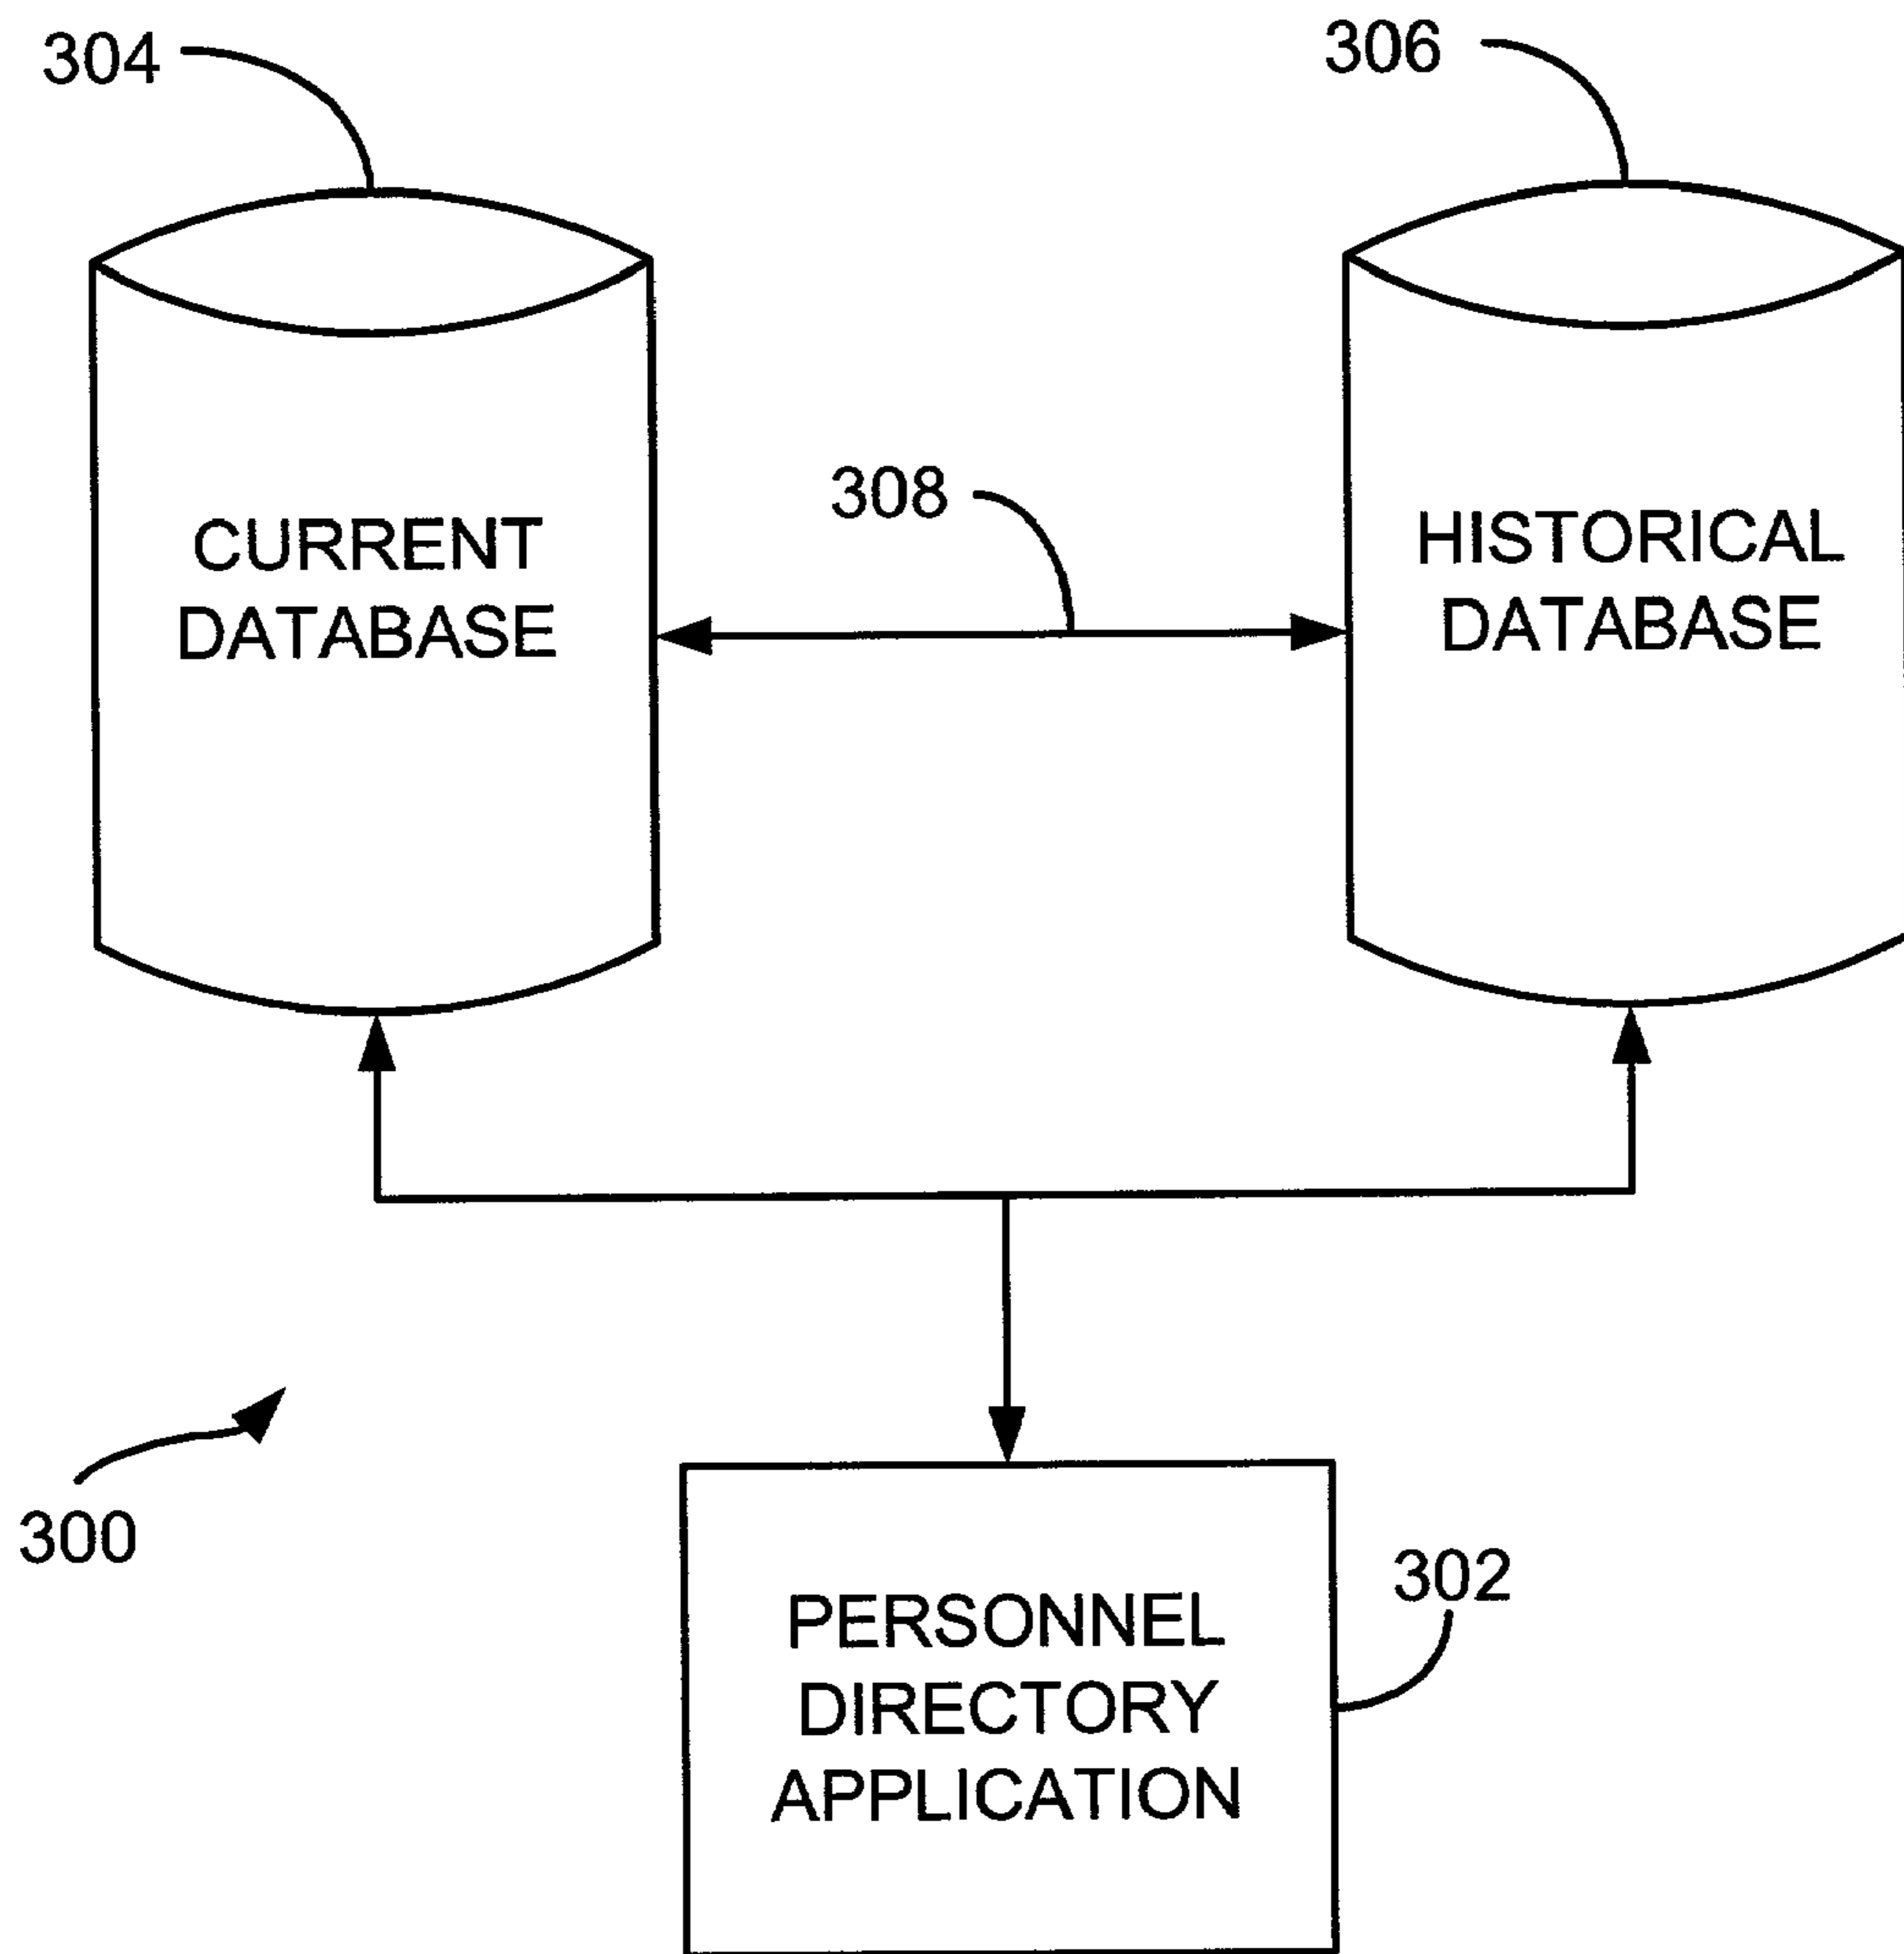 304
306
308
CURRENT
DATABASE
HISTORICAL
DATABASE
300
302
PERSONNEL
DIRECTORY
APPLICATION